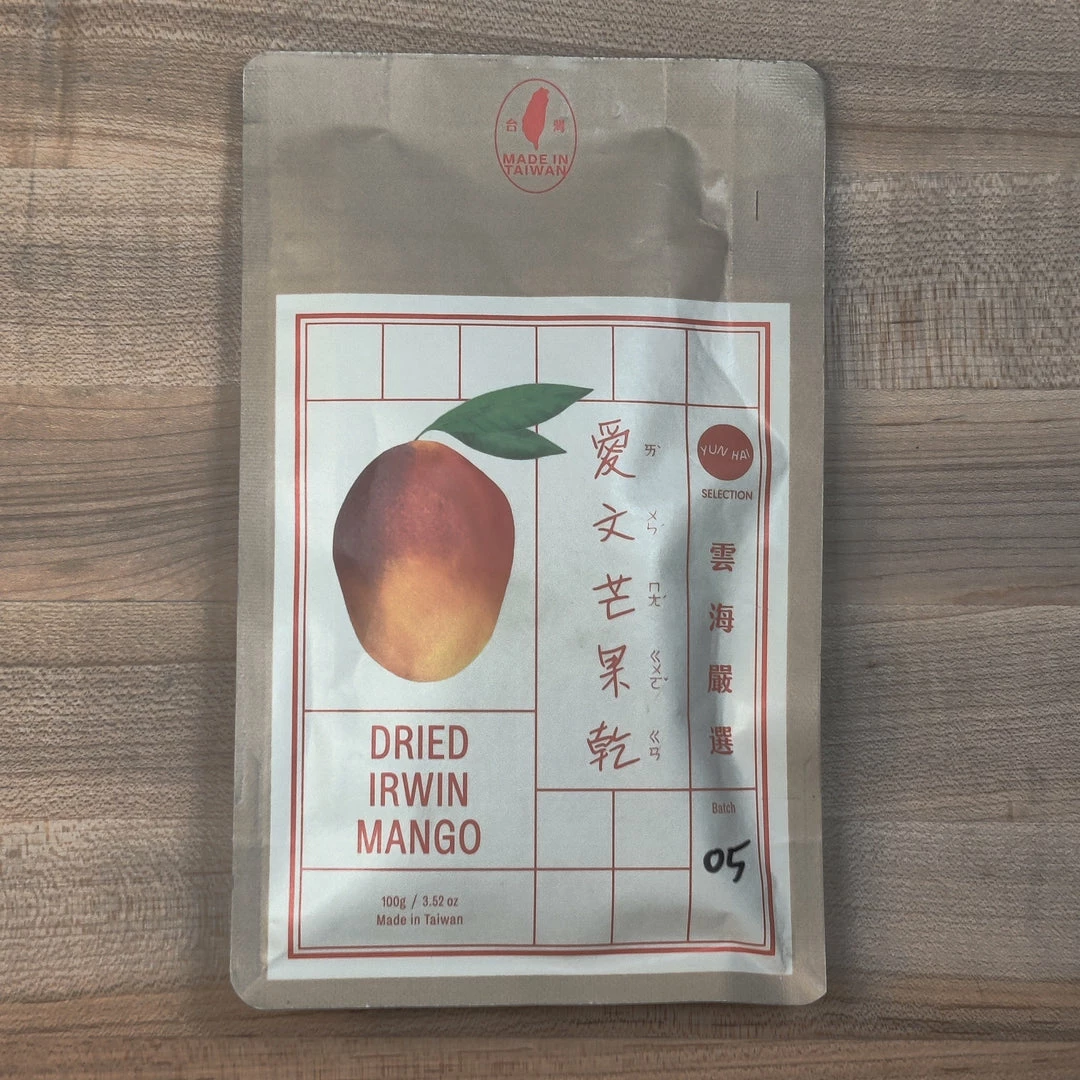 台 灣
MADE IN
TAIWAN
愛 ㄞˋ
文 ㄨㄣˊ
芒 ㄇㄤˊ
果 ㄍㄨㄛˇ
乾 ㄍㄢ
YUN HAI
SELECTION
雲海嚴選
Batch
05
DRIED
IRWIN
MANGO
100g / 3.52 oz
Made in Taiwan